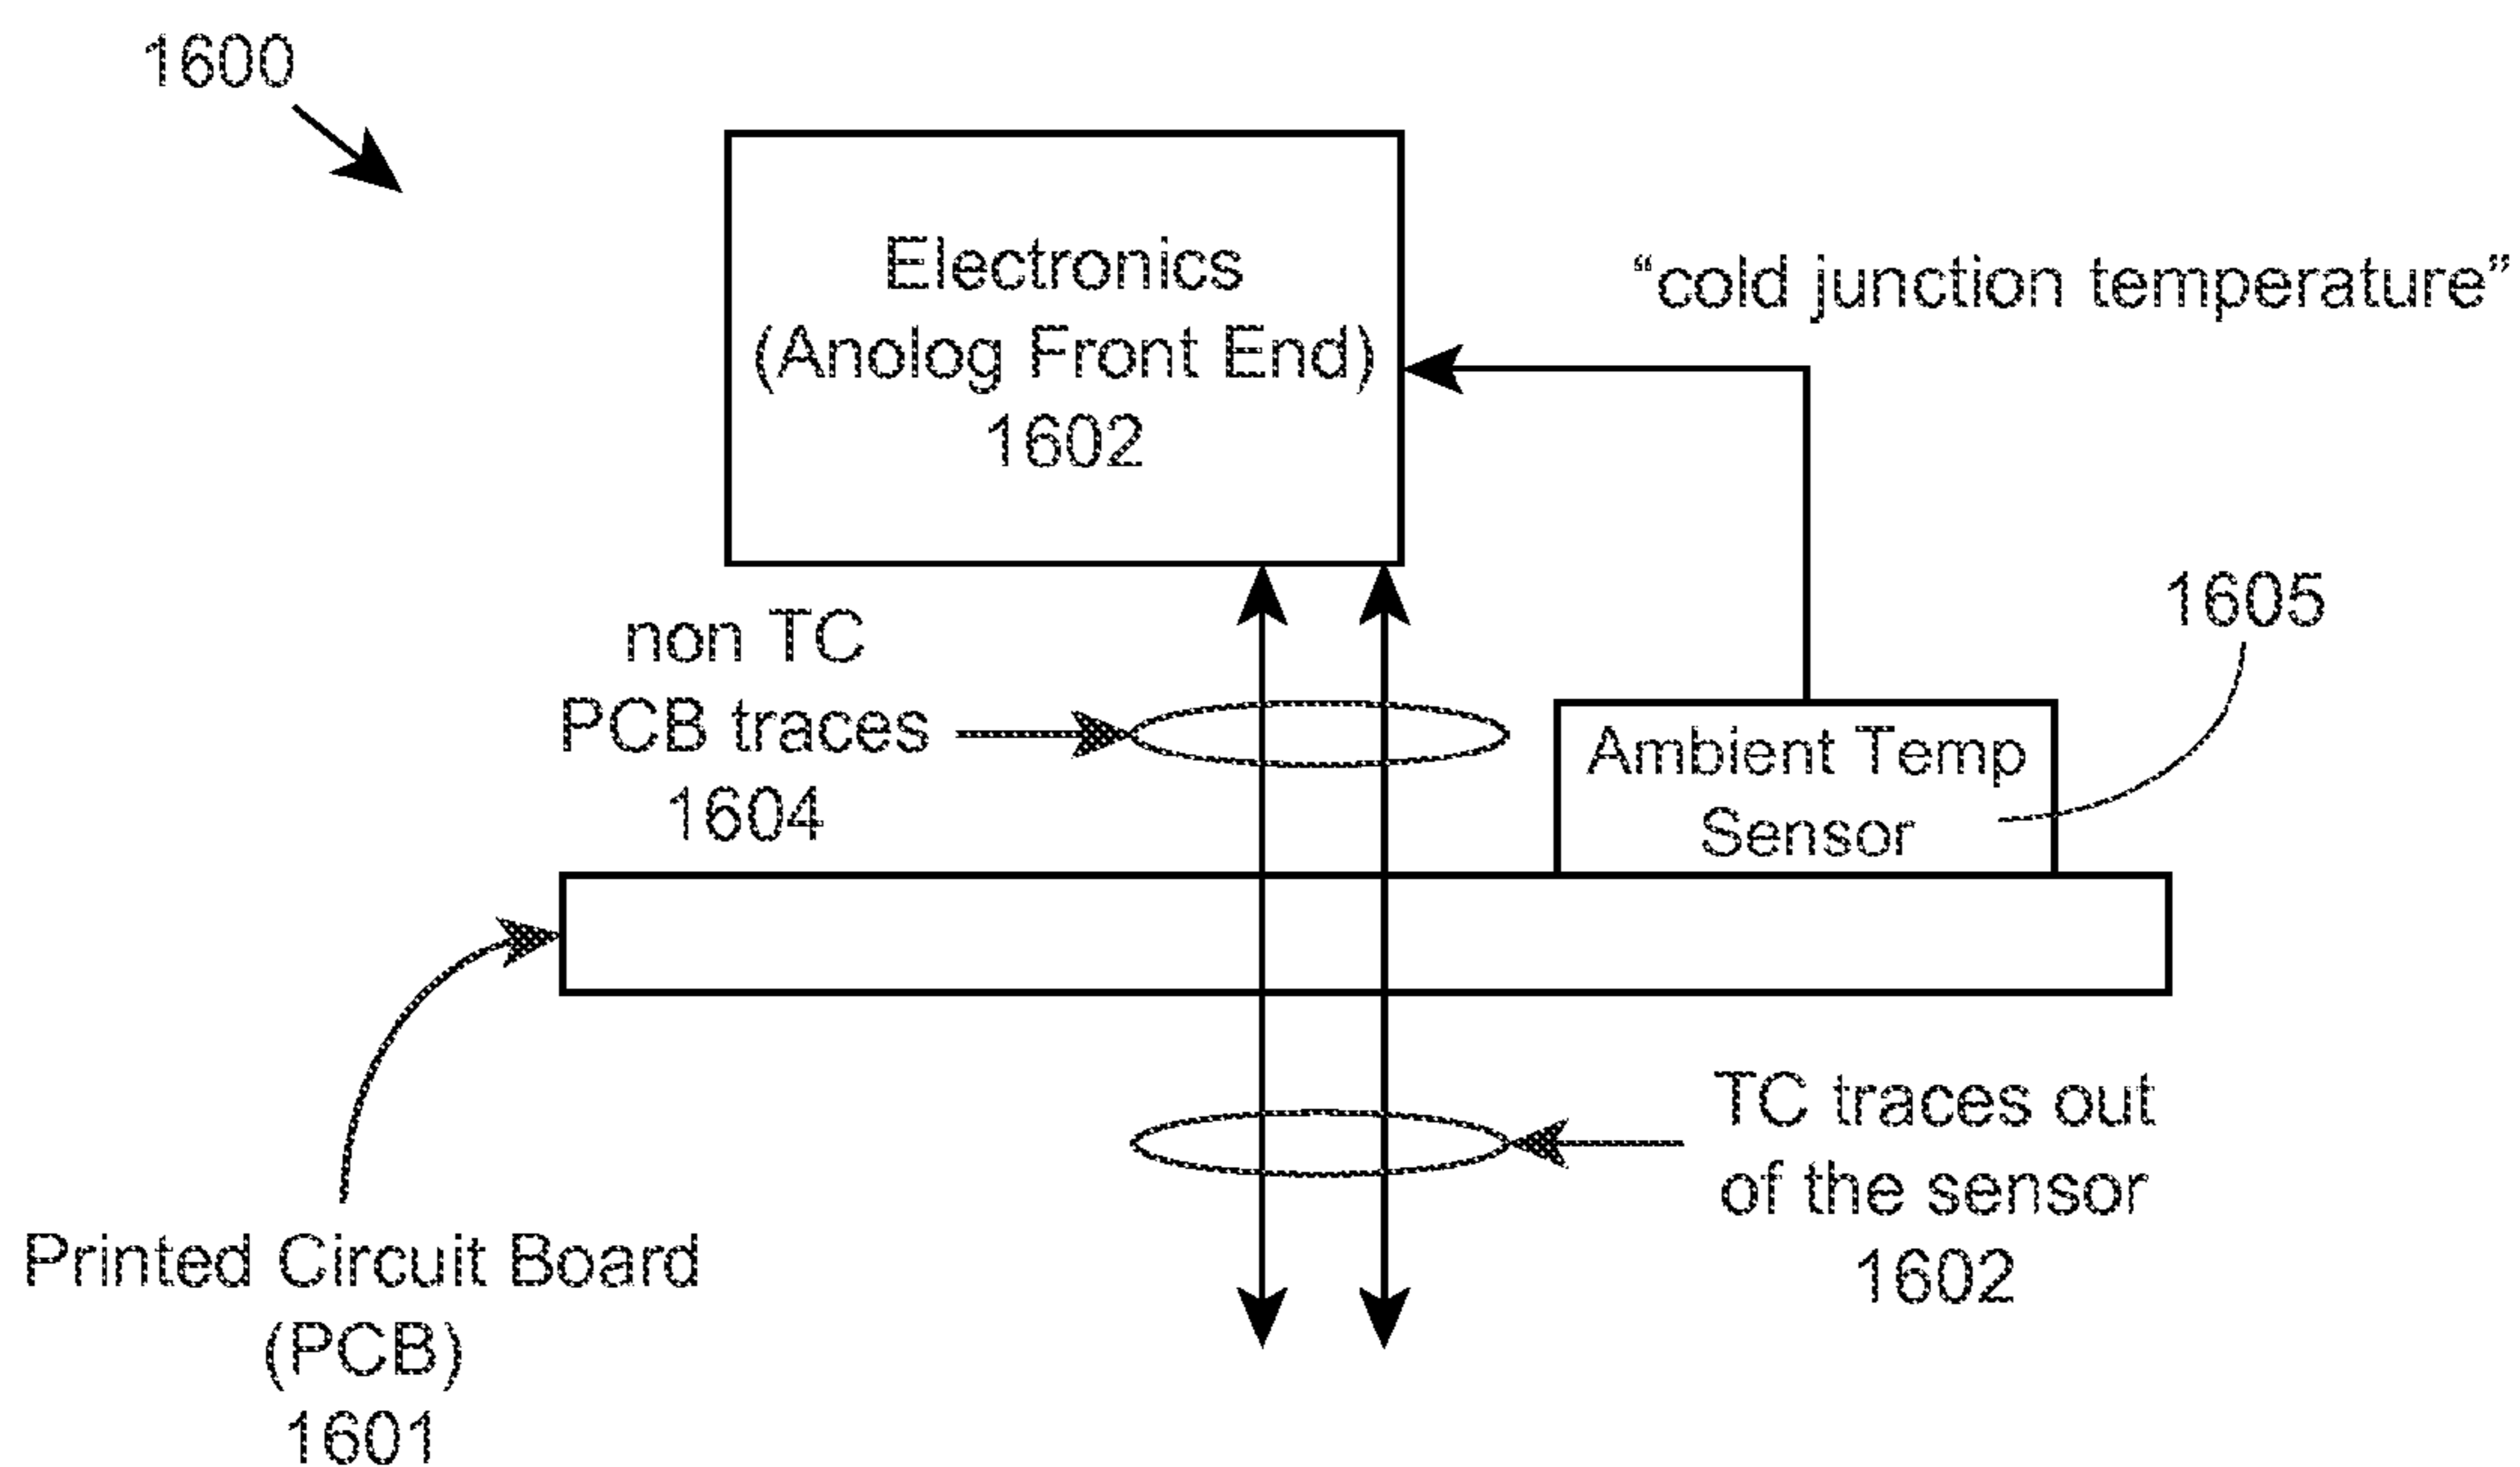 1600
Electronics
(Anolog Front End)
1602
“cold junction temperature”
non TC
PCB traces
1604
1605
Ambient Temp
Sensor
TC traces out
of the sensor
1602
Printed Circuit Board
(PCB)
1601